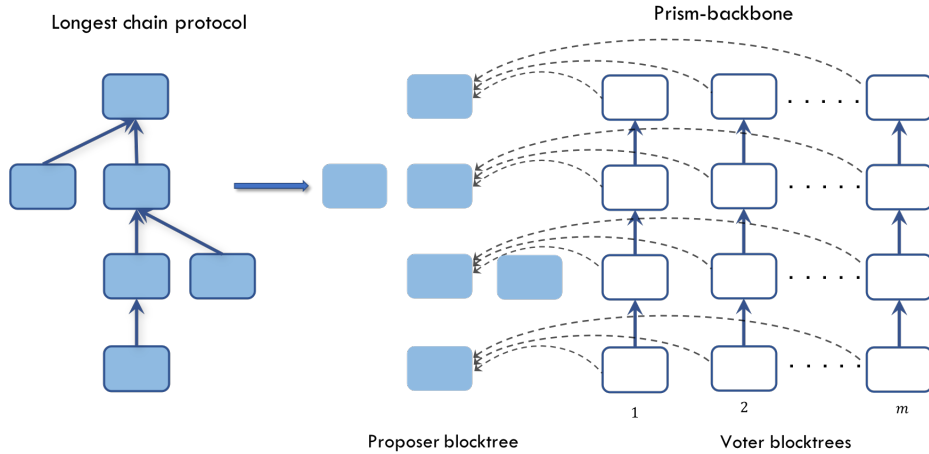 Longest chain protocol
Prism-backbone
1
2
m
Proposer blocktree
Voter blocktrees